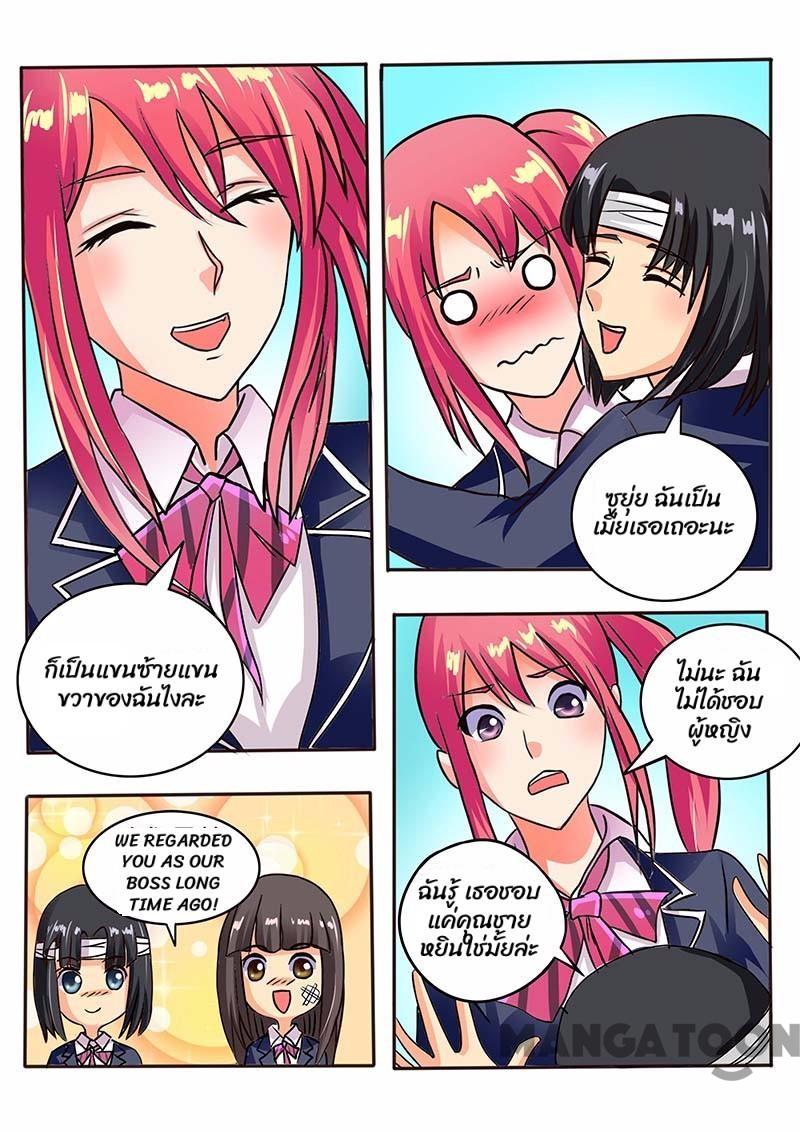 ก็เป็นแขนซ้ายแขน
ขวาของฉันไงละ
ซูยุ่ย ฉันเป็น
เมียเธอเถอะนะ
WE REGARDED
YOU AS OUR
BOSS LONG
TIME AGO!
ไม่นะ ฉัน
ไม่ได้ชอบ
ผู้หญิง
ฉันรู้ เธอชอบ
แค่คุณชาย
หยินใช่มั้ยล่ะ
MANGATOON